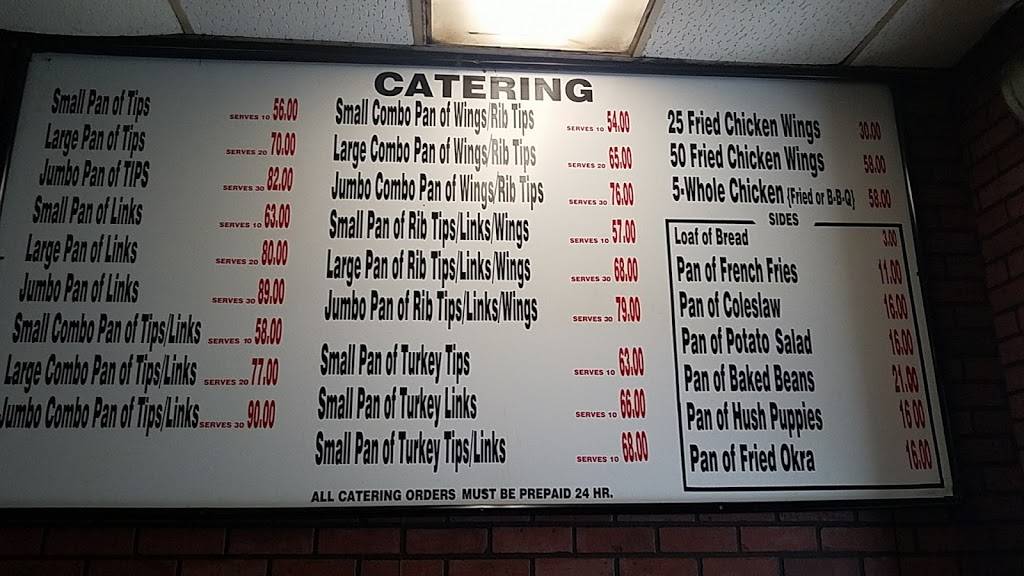 CATERING
Small Pan of Tips SERVES 10 56.00
Large Pan of Tips SERVES 20 70.00
Jumbo Pan of TIPS SERVES 30 82.00
Small Pan of Links SERVES 10 63.00
Large Pan of Links SERVES 20 80.00
Jumbo Pan of Links SERVES 30 89.00
Small Combo Pan of Tips/Links SERVES 10 58.00
Large Combo Pan of Tips/Links SERVES 20 77.00
Jumbo Combo Pan of Tips/Links SERVES 30 90.00
Small Combo Pan of Wings/Rib Tips SERVES 10 54.00
Large Combo Pan of Wings/Rib Tips SERVES 20 65.00
Jumbo Combo Pan of Wings/Rib Tips SERVES 30 76.00
Small Pan of Rib Tips/Links/Wings SERVES 10 57.00
Large Pan of Rib Tips/Links/Wings SERVES 30 68.00
Jumbo Pan of Rib Tips/Links/Wings SERVES 30 79.00
Small Pan of Turkey Tips SERVES 10 63.00
Small Pan of Turkey Links SERVES 10 66.00
Small Pan of Turkey Tips/Links SERVES 10 68.00
25 Fried Chicken Wings 30.00
50 Fried Chicken Wings 58.00
5-Whole Chicken {Fried or B-B-Q} 58.00
SIDES
Loaf of Bread 3.00
Pan of French Fries 11.00
Pan of Coleslaw 16.00
Pan of Potato Salad 16.00
Pan of Baked Beans 21.00
Pan of Hush Puppies 16 00
Pan of Fried Okra 16.00
ALL CATERING ORDERS MUST BE PREPAID 24 HR.